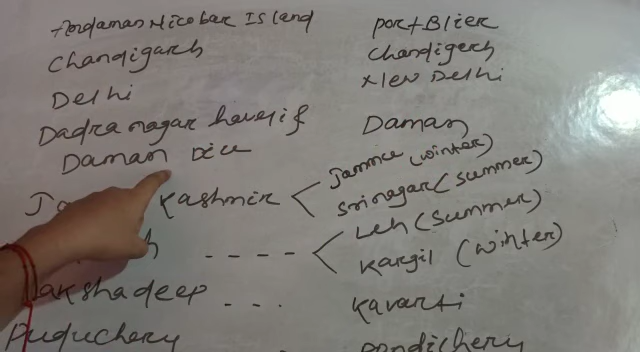 Andaman Nicobar Island Port Blier
Chandigarh Chandigerh
Delhi New Delhi
Dadra nagar haveli &
Daman Diu Daman
Kashmir < Jammu (winter)
Srinagar (Summer)
---- < Leh (Summer)
Kargil (Winter)
Lakshadeep --- Kavarti
Puduchery Pondichery